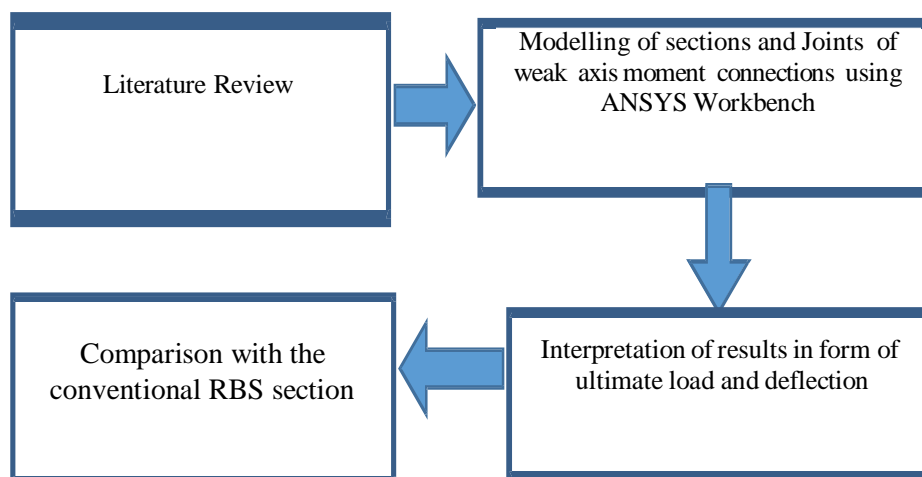 Literature Review
Modelling of sections and Joints of
weak axis moment connections using
ANSYS Workbench
Comparison with the
conventional RBS section
Interpretation of results in form of
ultimate load and deflection